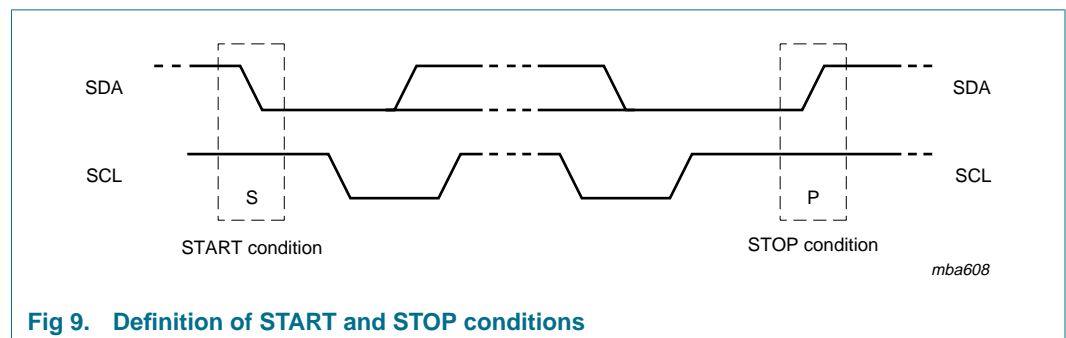 SDA
SDA
SCL
SCL
S
P
START condition
STOP condition
mba608
Fig 9. Definition of START and STOP conditions